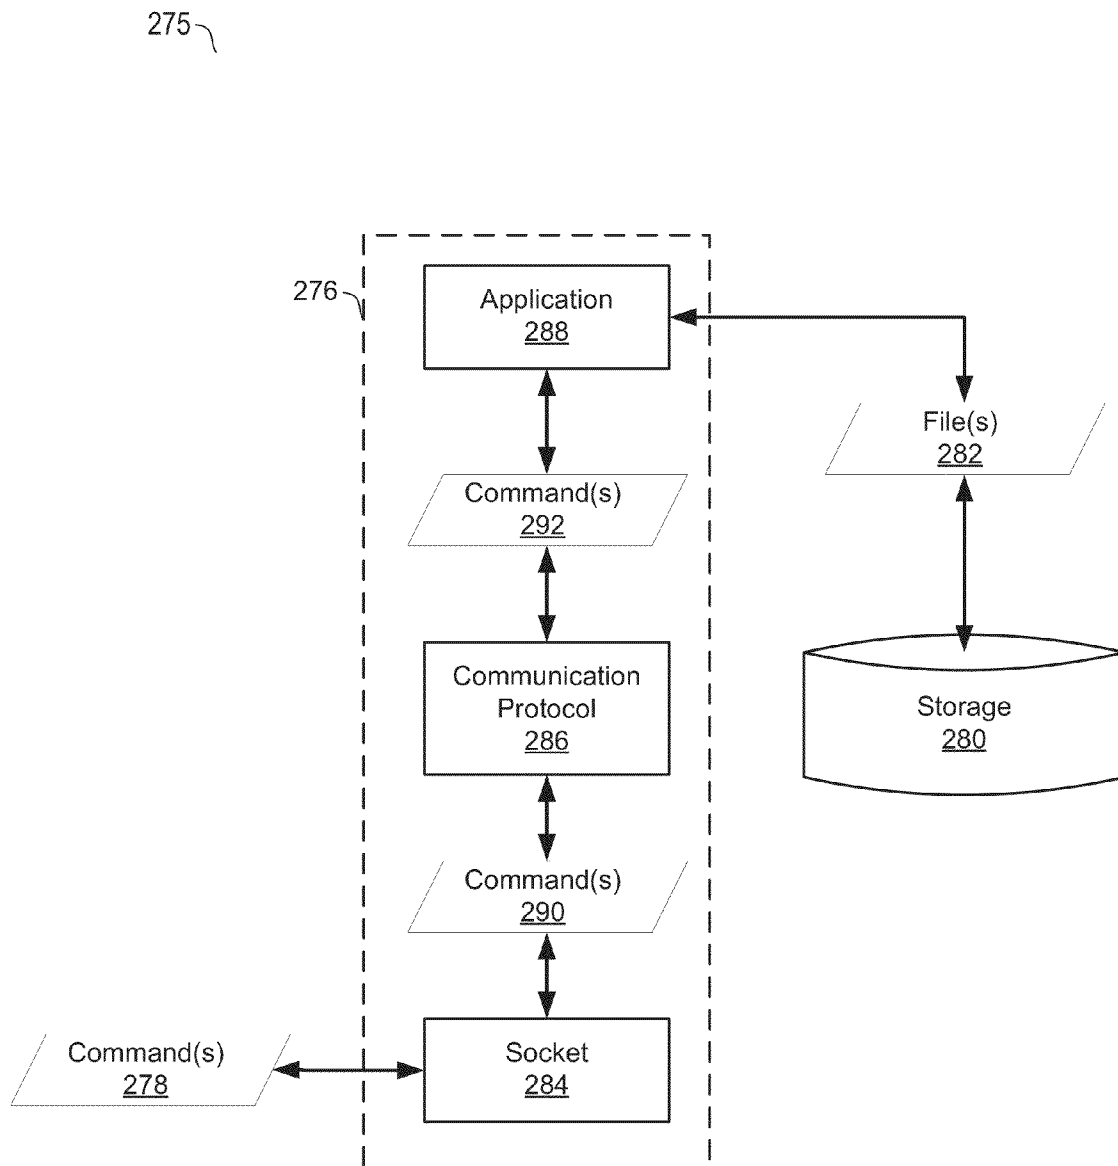 275
276
Application
288
File(s)
282
Command(s)
292
Communication
Protocol
286
Storage
280
Command(s)
290
Command(s)
278
Socket
284